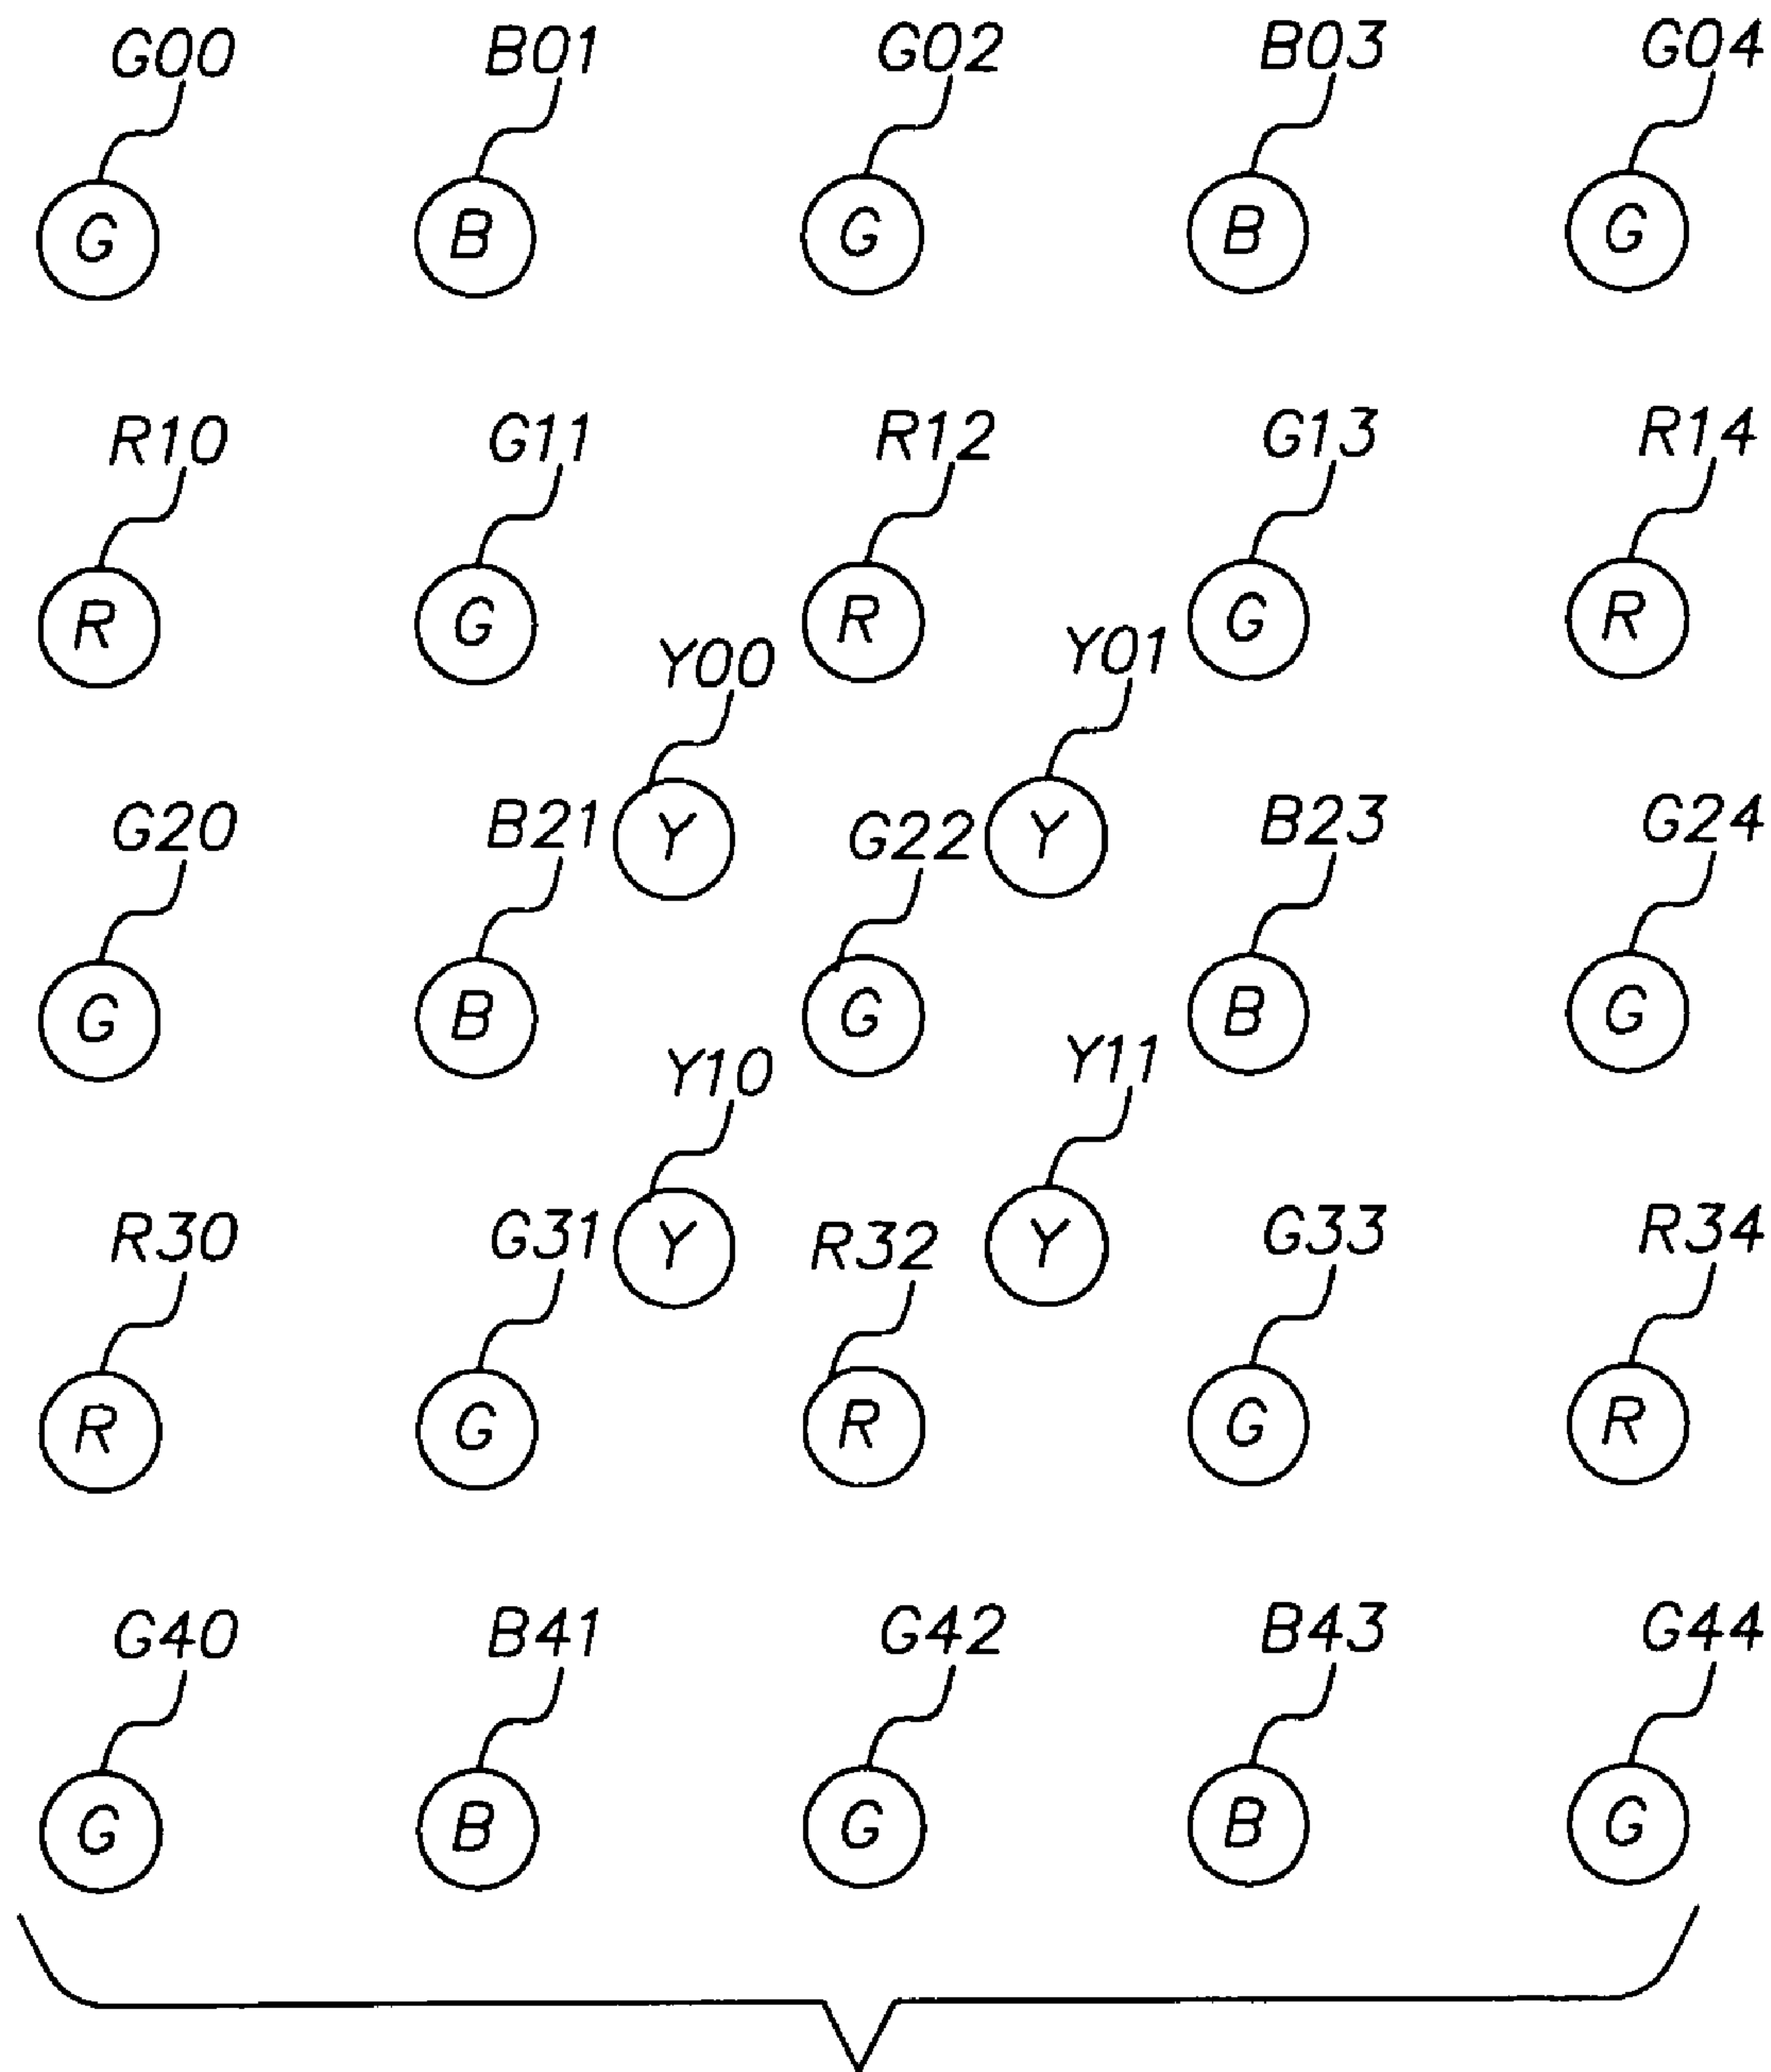 G00 B01 G02 B03 G04
G B G B G
R10 G11 R12 G13 R14
R G R G R
Y00 Y01
G20 B21 Y G22 Y B23 G24
G B G B G
Y10 Y11
R30 G31 Y R32 Y G33 R34
R G R G R
G40 B41 G42 B43 G44
G B G B G